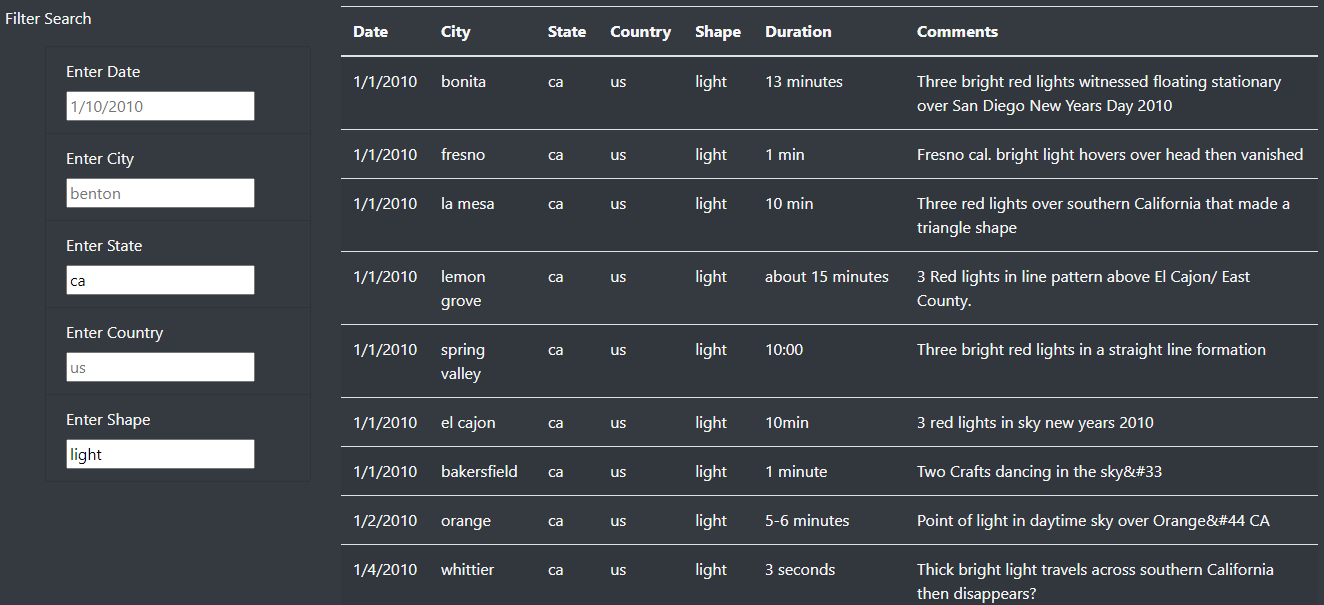 Filter Search
Enter Date
1/10/2010
Enter City
benton
Enter State
ca
Enter Country
us
Enter Shape
light
Date City State Country Shape Duration Comments
1/1/2010 bonita ca us light 13 minutes Three bright red lights witnessed floating stationary
over San Diego New Years Day 2010
1/1/2010 fresno ca us light 1 min Fresno cal. bright light hovers over head then vanished
1/1/2010 la mesa ca us light 10 min Three red lights over southern California that made a
triangle shape
1/1/2010 lemon ca us light about 15 minutes 3 Red lights in line pattern above El Cajon/ East
grove County.
1/1/2010 spring ca us light 10:00 Three bright red lights in a straight line formation
valley
1/1/2010 el cajon ca us light 10min 3 red lights in sky new years 2010
1/1/2010 bakersfield ca us light 1 minute Two Crafts dancing in the sky&#33
1/2/2010 orange ca us light 5-6 minutes Point of light in daytime sky over Orange&#44 CA
1/4/2010 whittier ca us light 3 seconds Thick bright light travels across southern California
then disappears?